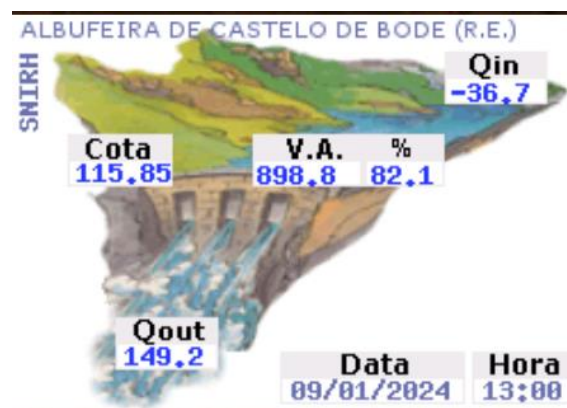 ALBUFEIRA DE CASTELO DE BODE (R.E.)
SNIRH
Qin
-36.7
Cota
115.85
V.A. %
898.8 82.1
Qout
149.2
Data Hora
09/01/2024 13:00